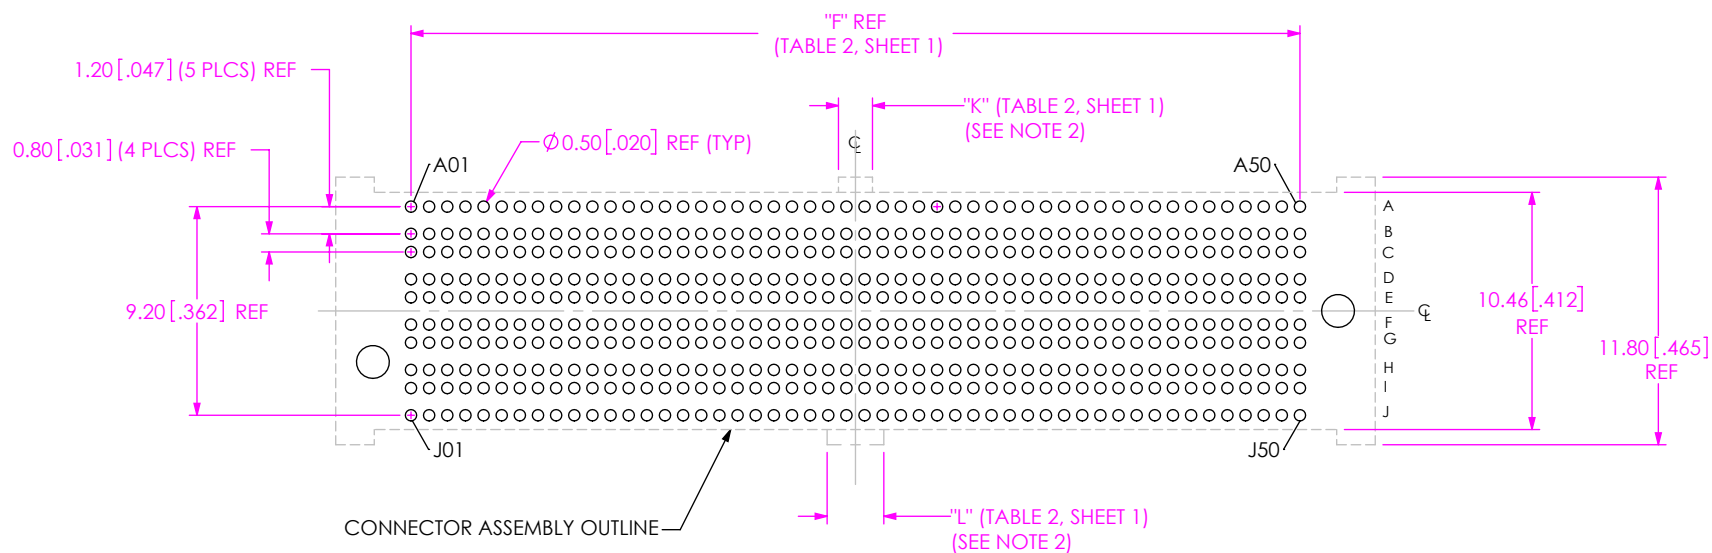 "F" REF
(TABLE 2, SHEET 1)
1.20[.047] (5 PLCS) REF
"K" (TABLE 2, SHEET 1)
(SEE NOTE 2)
0.80[.031] (4 PLCS) REF
Ø0.50[.020] REF (TYP)
℄
A01
A50
A
B
C
D
E
F
G
H
I
J
9.20[.362] REF
℄
10.46[.412]
REF
11.80[.465]
REF
J01
J50
CONNECTOR ASSEMBLY OUTLINE
"L" (TABLE 2, SHEET 1)
(SEE NOTE 2)